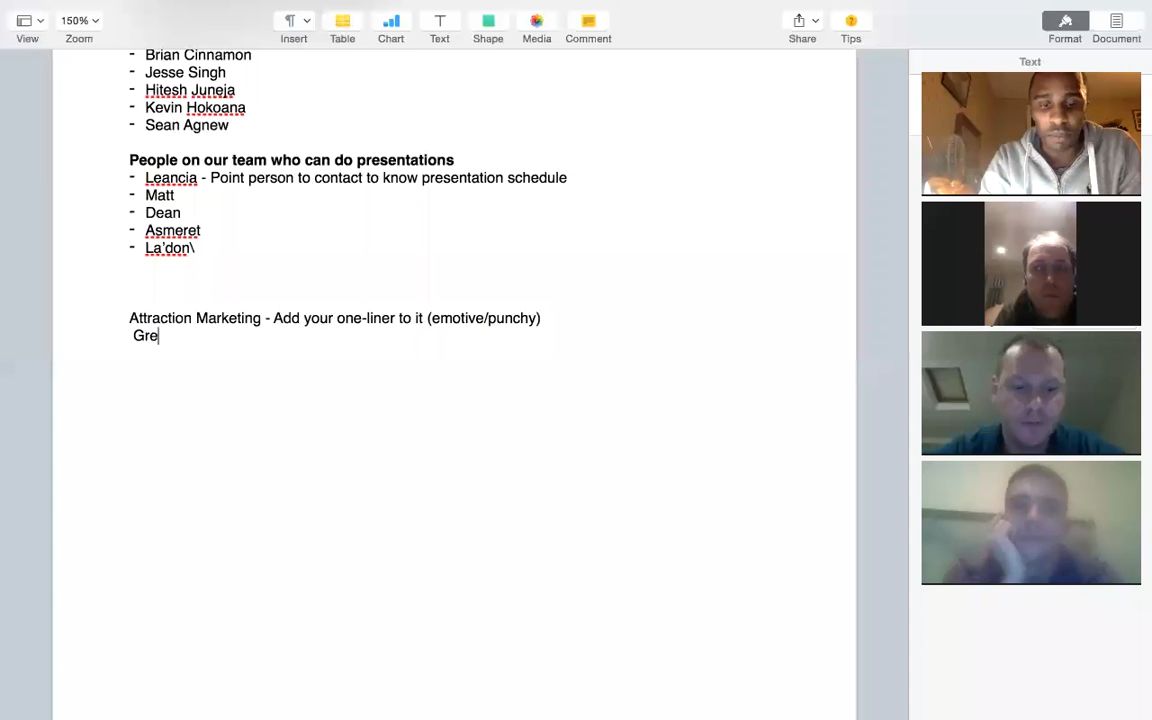 150%
View
Zoom
Insert
Table
Chart
Text
Shape
Media
Comment
Share
Tips
Format
Document
Text
- Brian Cinnamon
- Jesse Singh
- Hitesh Juneja
- Kevin Hokoana
- Sean Agnew
People on our team who can do presentations
- Leancia - Point person to contact to know presentation schedule
- Matt
- Dean
- Asmeret
- La'don\
Attraction Marketing - Add your one-liner to it (emotive/punchy)
Gre